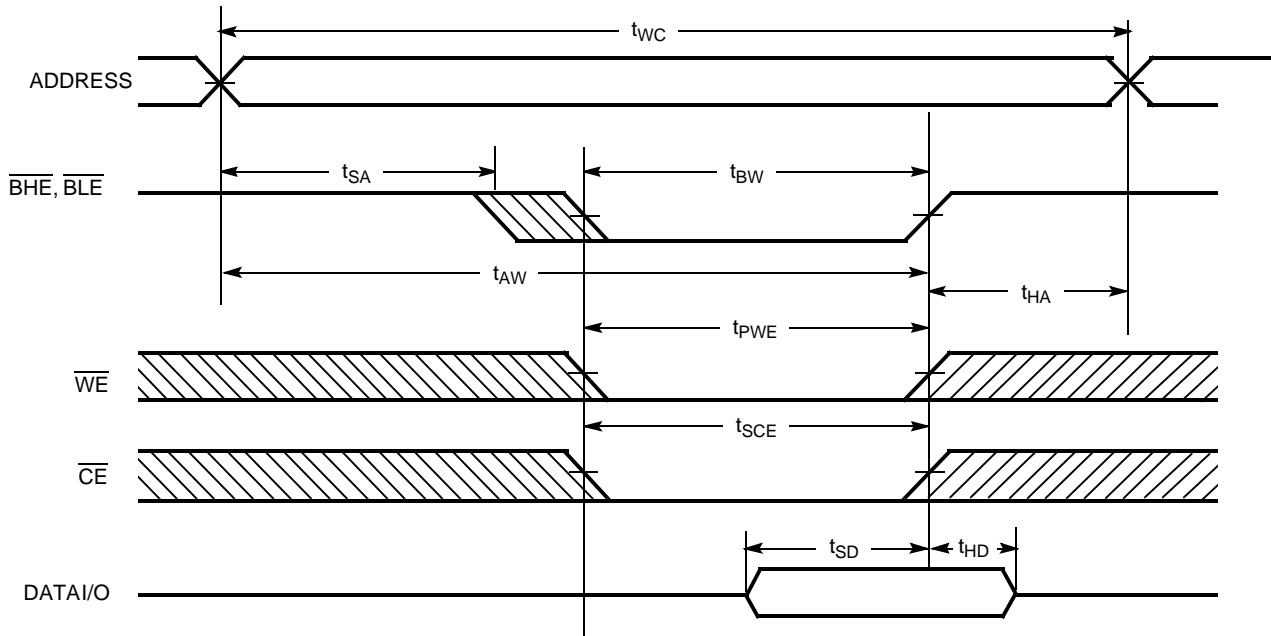 tWC
ADDRESS
tSA
tBW
BHE, BLE
tAW
tHA
tPWE
WE
tSCE
CE
tSD
tHD
DATAI/O